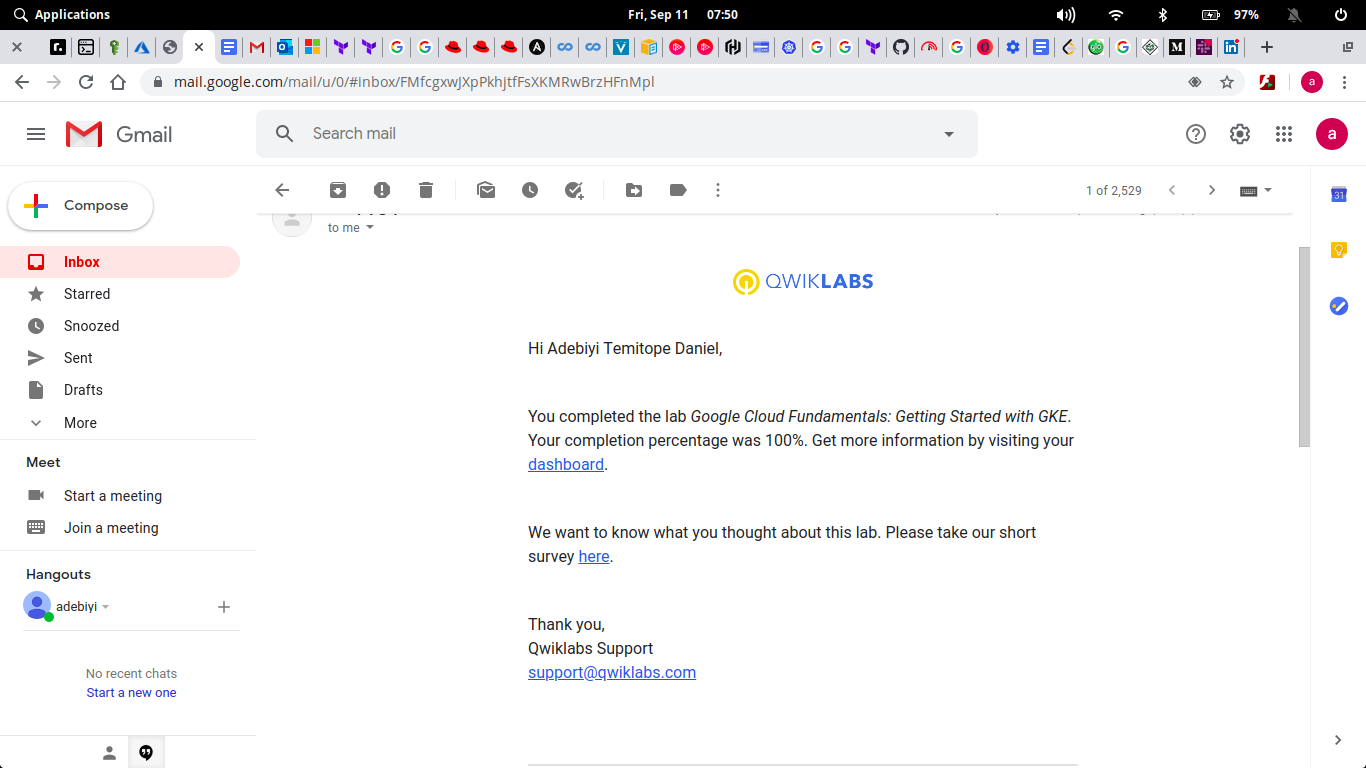 Applications
Fri, Sep 11 07:50
97%
mail.google.com/mail/u/0/#inbox/FMfcgxwJXpPkhjtfFsXKMRwBrzHFnMpl
a
Gmail
Search mail
a
Compose
1 of 2,529
31
to me
Inbox
Starred
Snoozed
Sent
Drafts
More
QWIKLABS
Hi Adebiyi Temitope Daniel,
You completed the lab Google Cloud Fundamentals: Getting Started with GKE.
Your completion percentage was 100%. Get more information by visiting your
dashboard.
We want to know what you thought about this lab. Please take our short
survey here.
Thank you,
Qwiklabs Support
support@qwiklabs.com
Meet
Start a meeting
Join a meeting
Hangouts
adebiyi
No recent chats
Start a new one